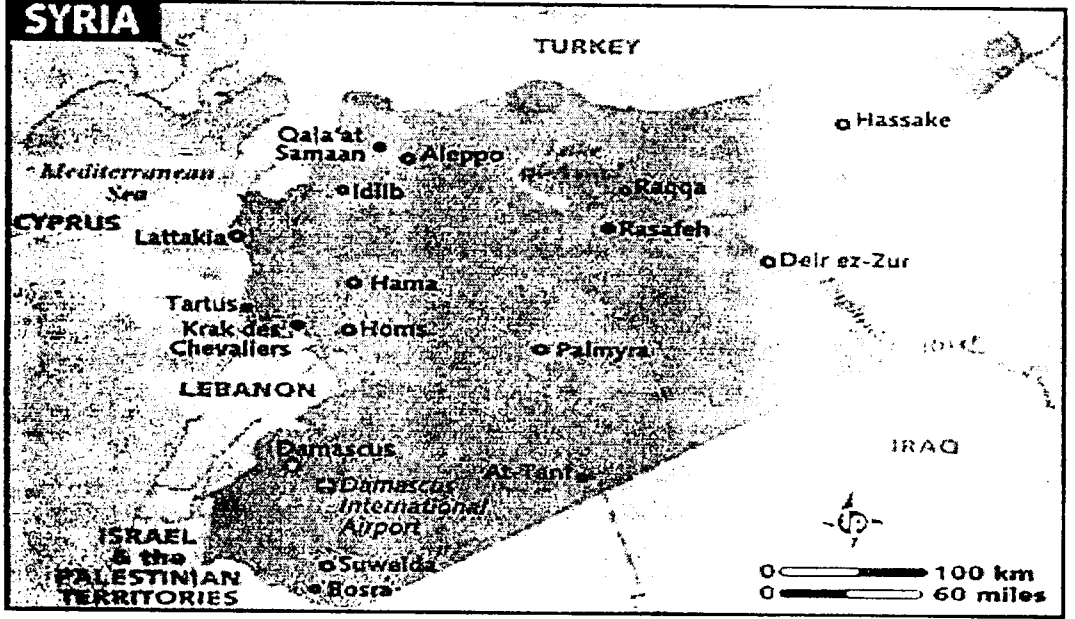 SYRIA
TURKEY
Hassake
Qala'at
Samaan
Aleppo
Mediterranean
Sea
Idlib
Raqqa
CYPRUS
Lattakia
Rasafeh
Deir ez-Zur
Hama
Tartus
Krak des
Chevaliers
Homs
Palmyra
LEBANON
IRAQ
Damascus
At-Tanf
Damascus
International
Airport
ISRAEL
& the
PALESTINIAN
TERRITORIES
Suweida
Bosra
0 100 km
0 60 miles